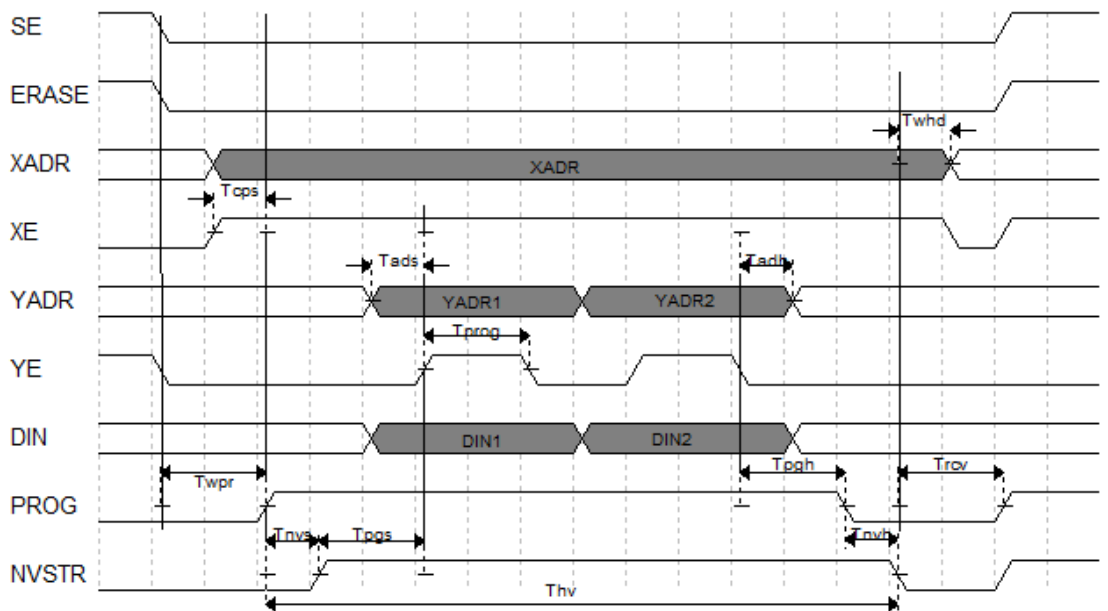 SE
ERASE
Twhd
XADR
XADR
Tcps
XE
Tads
Tadh
YADR
YADR1
YADR2
Tprog
YE
DIN
DIN1
DIN2
Twpr
Tpgh
Trcv
PROG
Tnvs
Tpgs
Tnvh
NVSTR
Thv